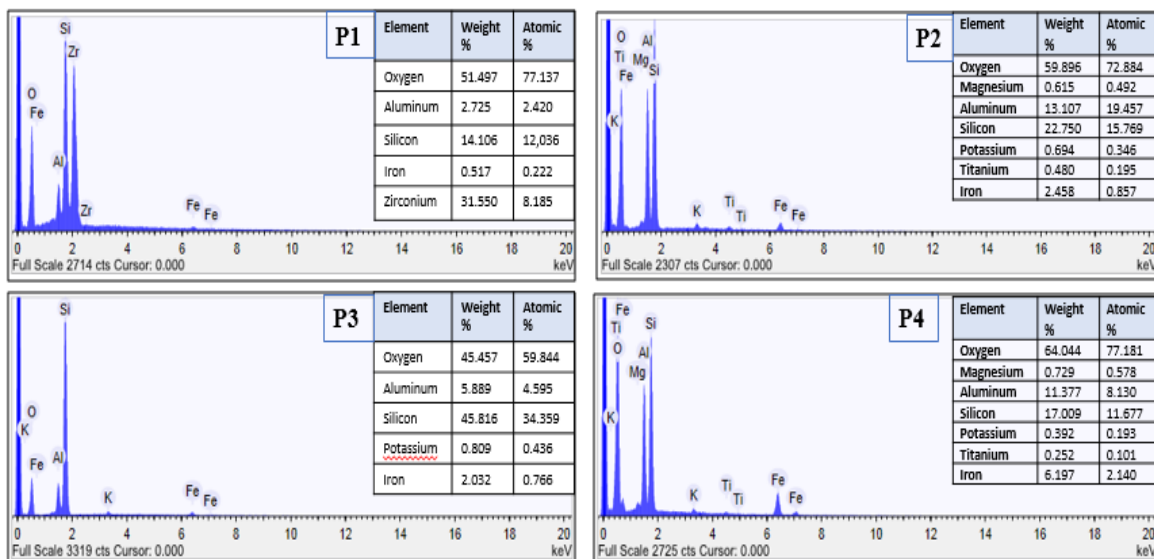 P1
Si
Zr
O
Fe
Al
Zr
Fe
Fe
0 2 4 6 8 10 12 14 16 18 20
Full Scale 2714 cts Cursor: 0.000 keV
Element Weight % Atomic %
Oxygen 51.497 77.137
Aluminum 2.725 2.420
Silicon 14.106 12,036
Iron 0.517 0.222
Zirconium 31.550 8.185
P2
O
Al
Ti
Mg
Fe
Si
K
K
Ti
Ti
Fe
Fe
0 2 4 6 8 10 12 14 16 18 20
Full Scale 2307 cts Cursor: 0.000 keV
Element Weight % Atomic %
Oxygen 59.896 72.884
Magnesium 0.615 0.492
Aluminum 13.107 19.457
Silicon 22.750 15.769
Potassium 0.694 0.346
Titanium 0.480 0.195
Iron 2.458 0.857
P3
Si
O
K
Fe
Al
K
Fe
Fe
0 2 4 6 8 10 12 14 16 18 20
Full Scale 3319 cts Cursor: 0.000 keV
Element Weight % Atomic %
Oxygen 45.457 59.844
Aluminum 5.889 4.595
Silicon 45.816 34.359
Potassium 0.809 0.436
Iron 2.032 0.766
P4
Fe
Ti
Si
O
Al
Mg
K
K
Ti
Ti
Fe
Fe
0 2 4 6 8 10 12 14 16 18 20
Full Scale 2725 cts Cursor: 0.000 keV
Element Weight % Atomic %
Oxygen 64.044 77.181
Magnesium 0.729 0.578
Aluminum 11.377 8.130
Silicon 17.009 11.677
Potassium 0.392 0.193
Titanium 0.252 0.101
Iron 6.197 2.140